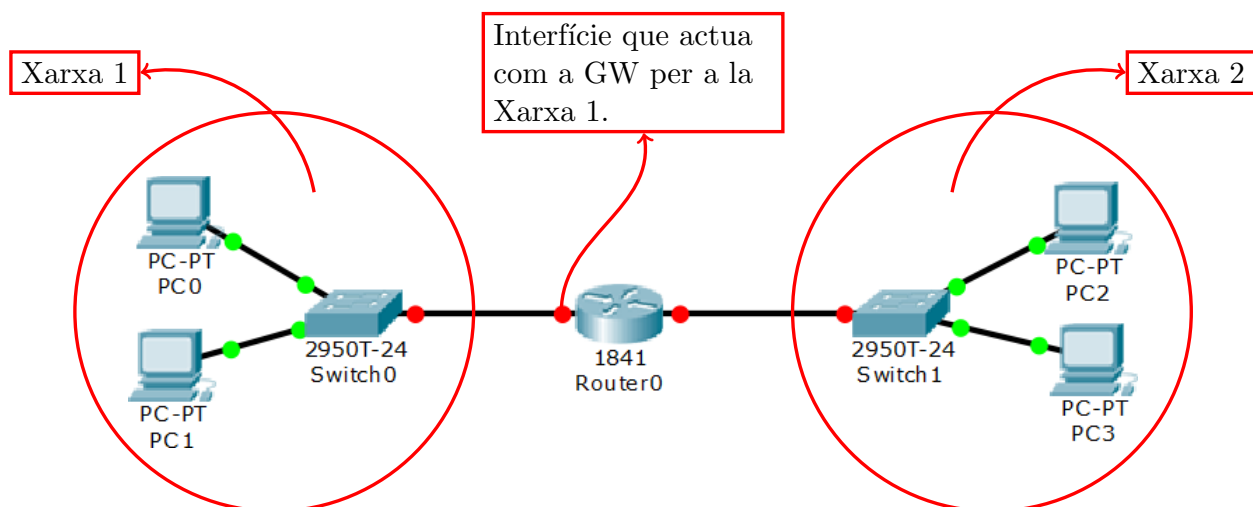 Interfície que actua
com a GW per a la
Xarxa 1.
Xarxa 1
Xarxa 2
PC-PT
PC0
PC-PT
PC1
2950T-24
Switch0
1841
Router0
2950T-24
Switch1
PC-PT
PC2
PC-PT
PC3